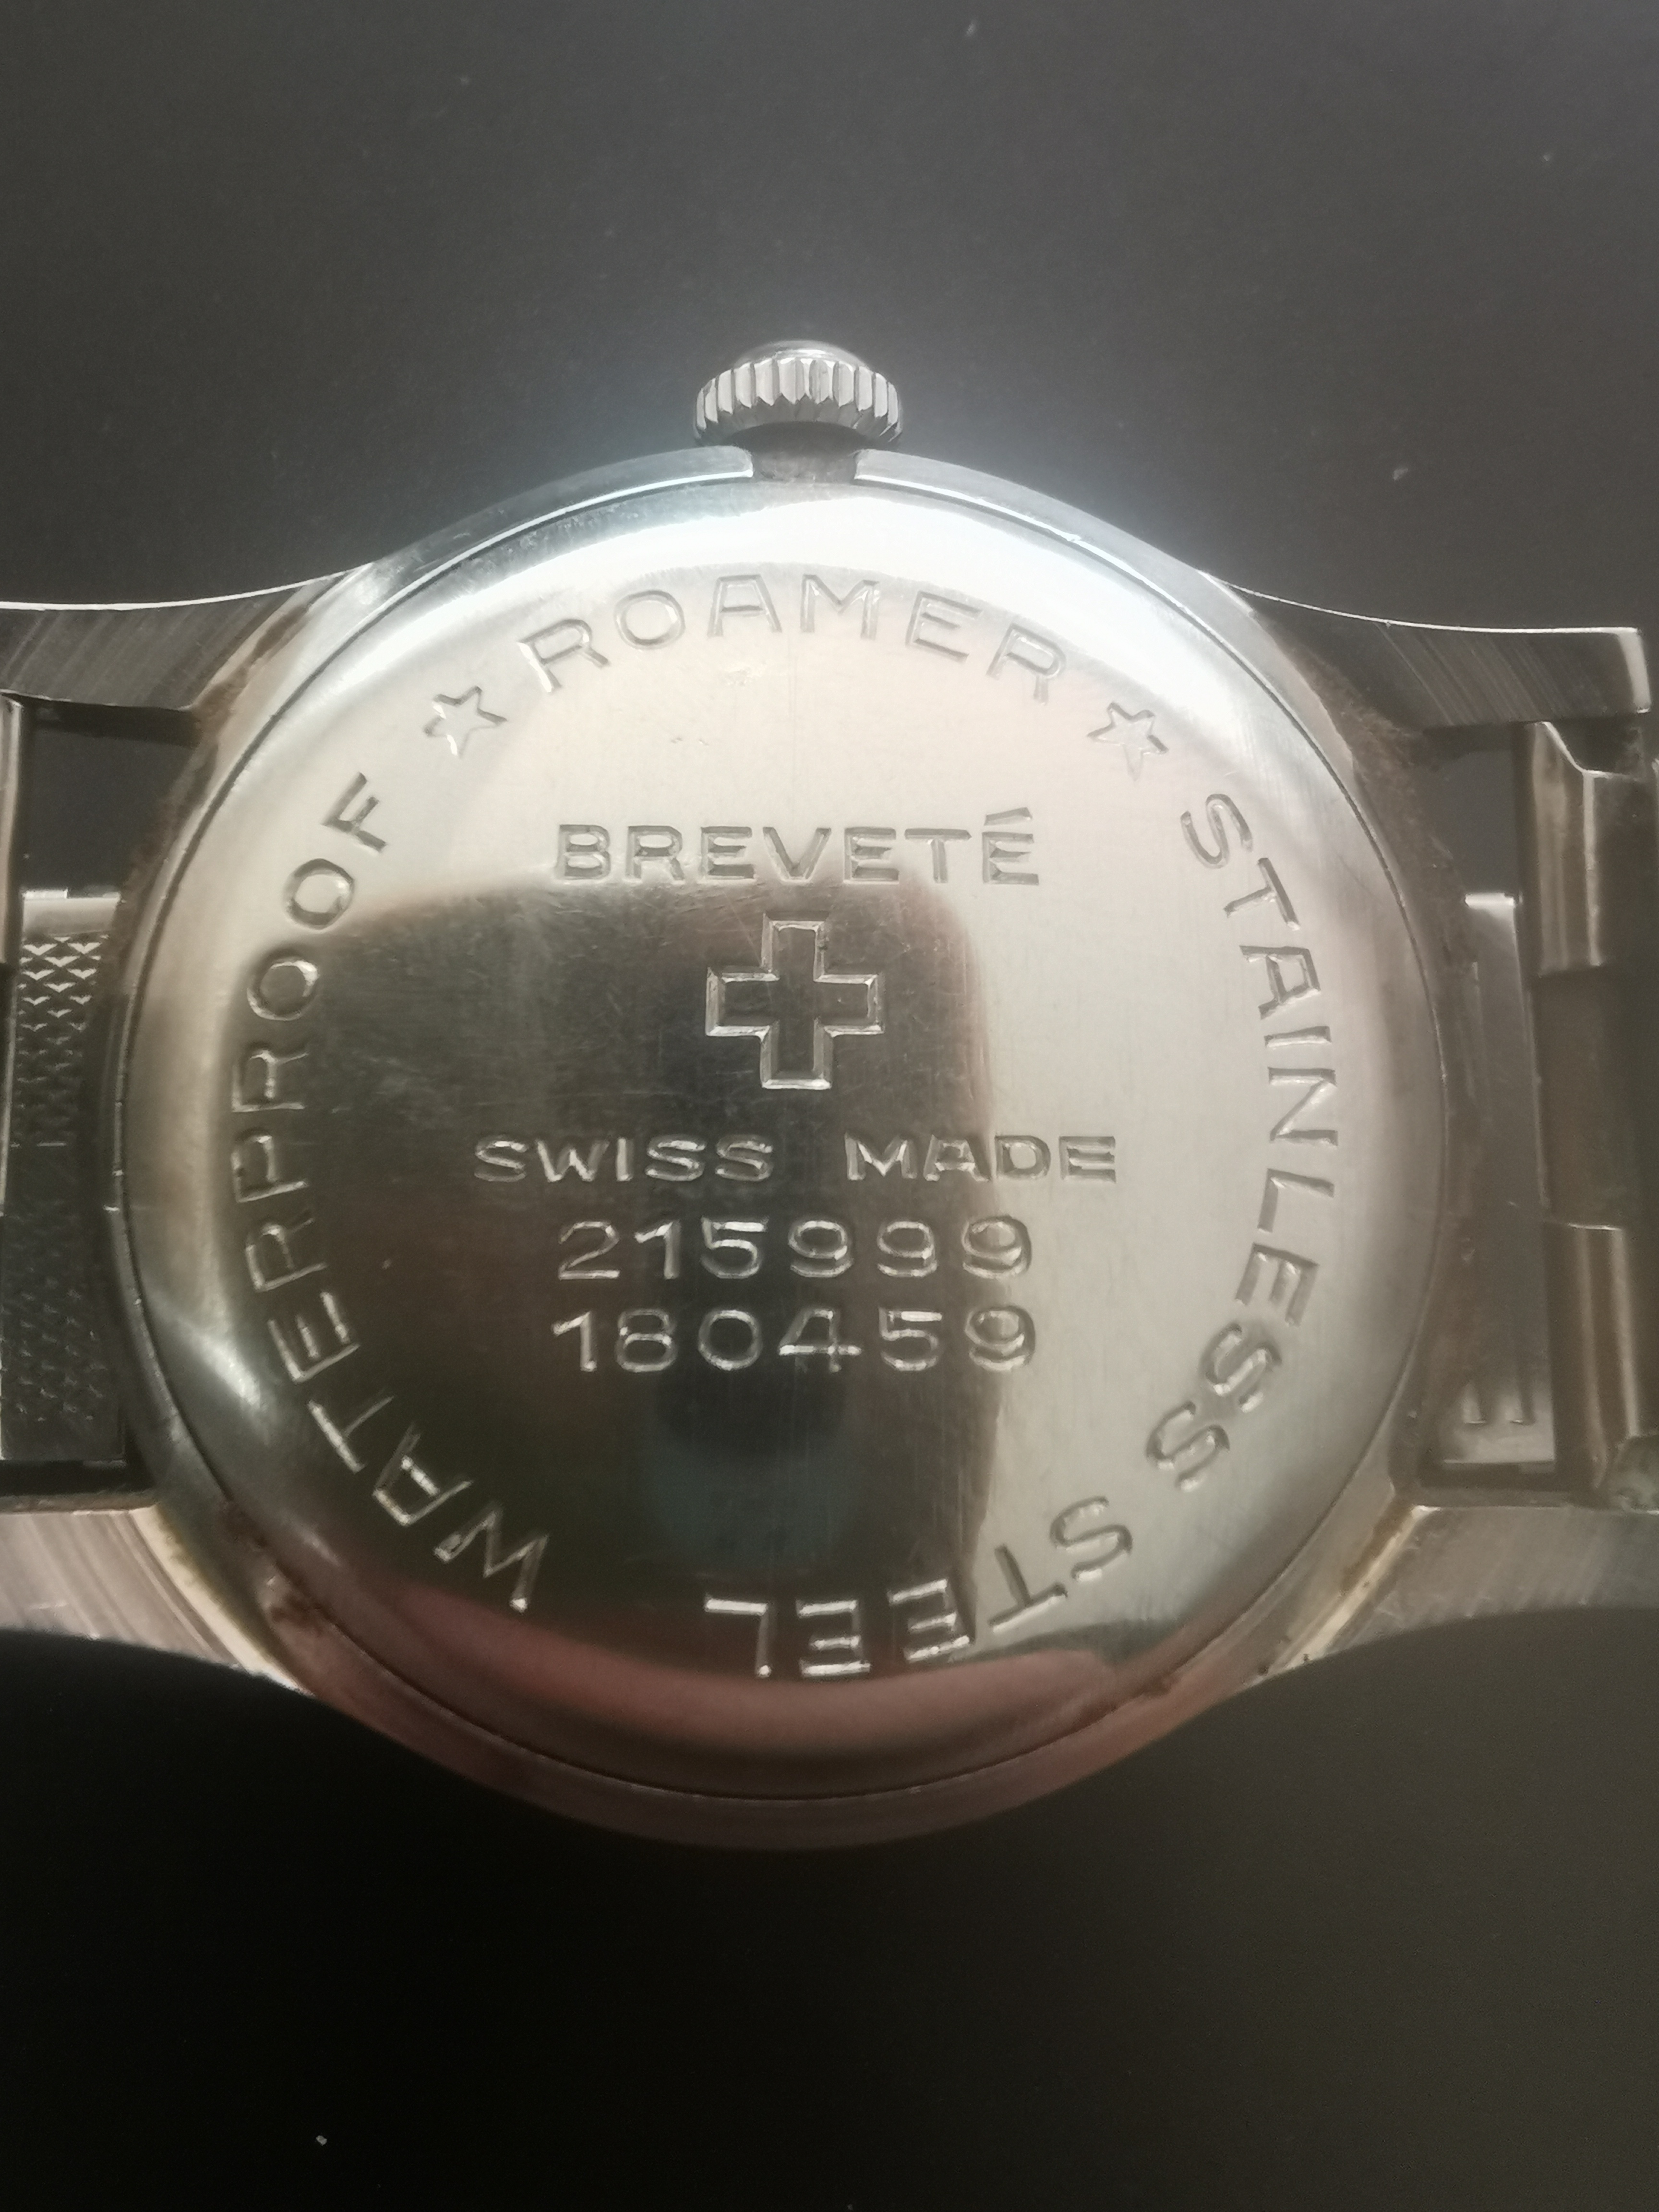 ☆ ROAMER ☆
STAINLESS STEEL
WATERPROOF
BREVETÉ
SWISS MADE
215999
180459